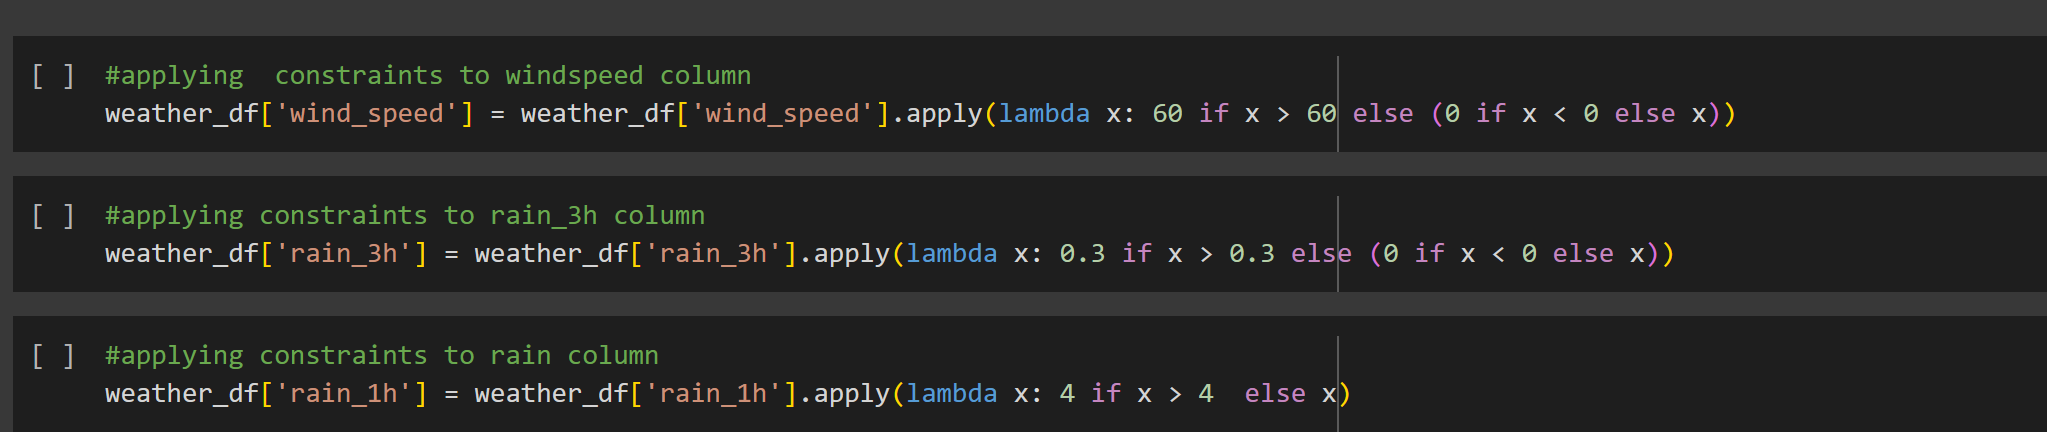 [ ] #applying  constraints to windspeed column
weather_df['wind_speed'] = weather_df['wind_speed'].apply(lambda x: 60 if x > 60 else (0 if x < 0 else x))
[ ] #applying constraints to rain_3h column
weather_df['rain_3h'] = weather_df['rain_3h'].apply(lambda x: 0.3 if x > 0.3 else (0 if x < 0 else x))
[ ] #applying constraints to rain column
weather_df['rain_1h'] = weather_df['rain_1h'].apply(lambda x: 4 if x > 4  else x)